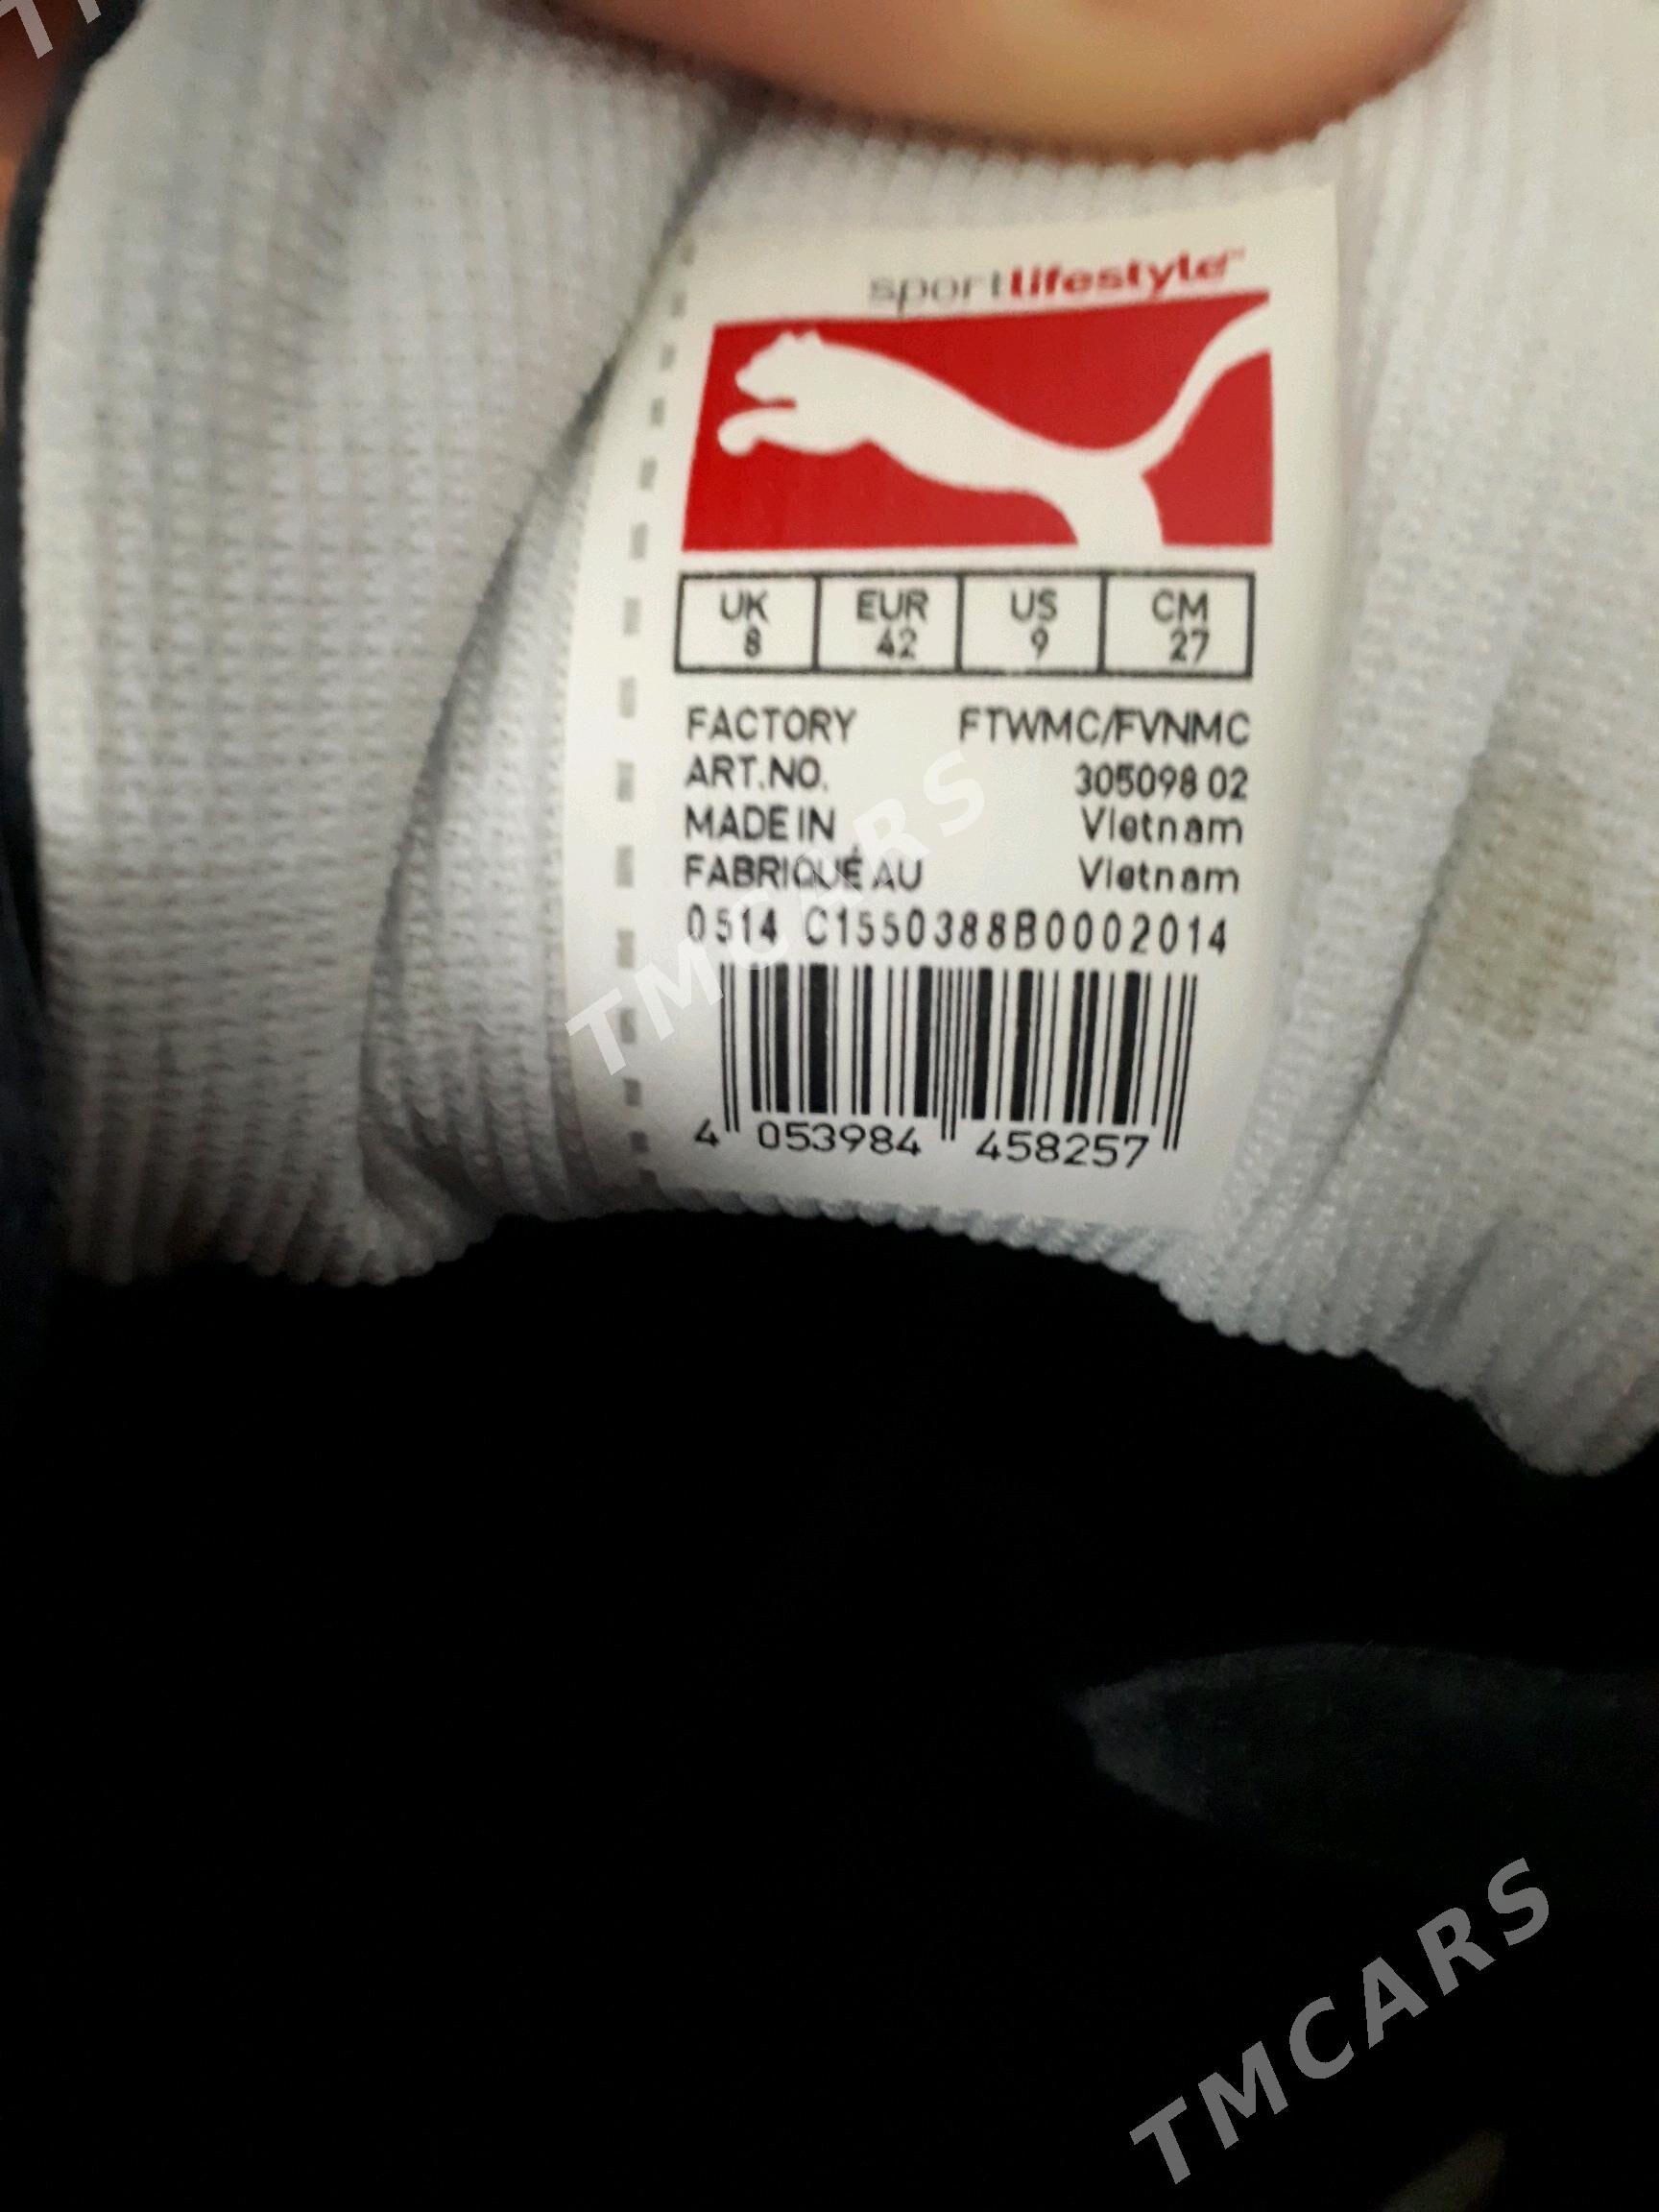 sportlifestyle™
UK EUR US CM
8 42 9 27
FACTORY FTWMC/FVNMC
ART.NO. 305098 02
MADE IN Vietnam
FABRIQUÉ AU Vietnam
0514 C1550388B0002014
4 053984 458257
TMCARS
TMCARS